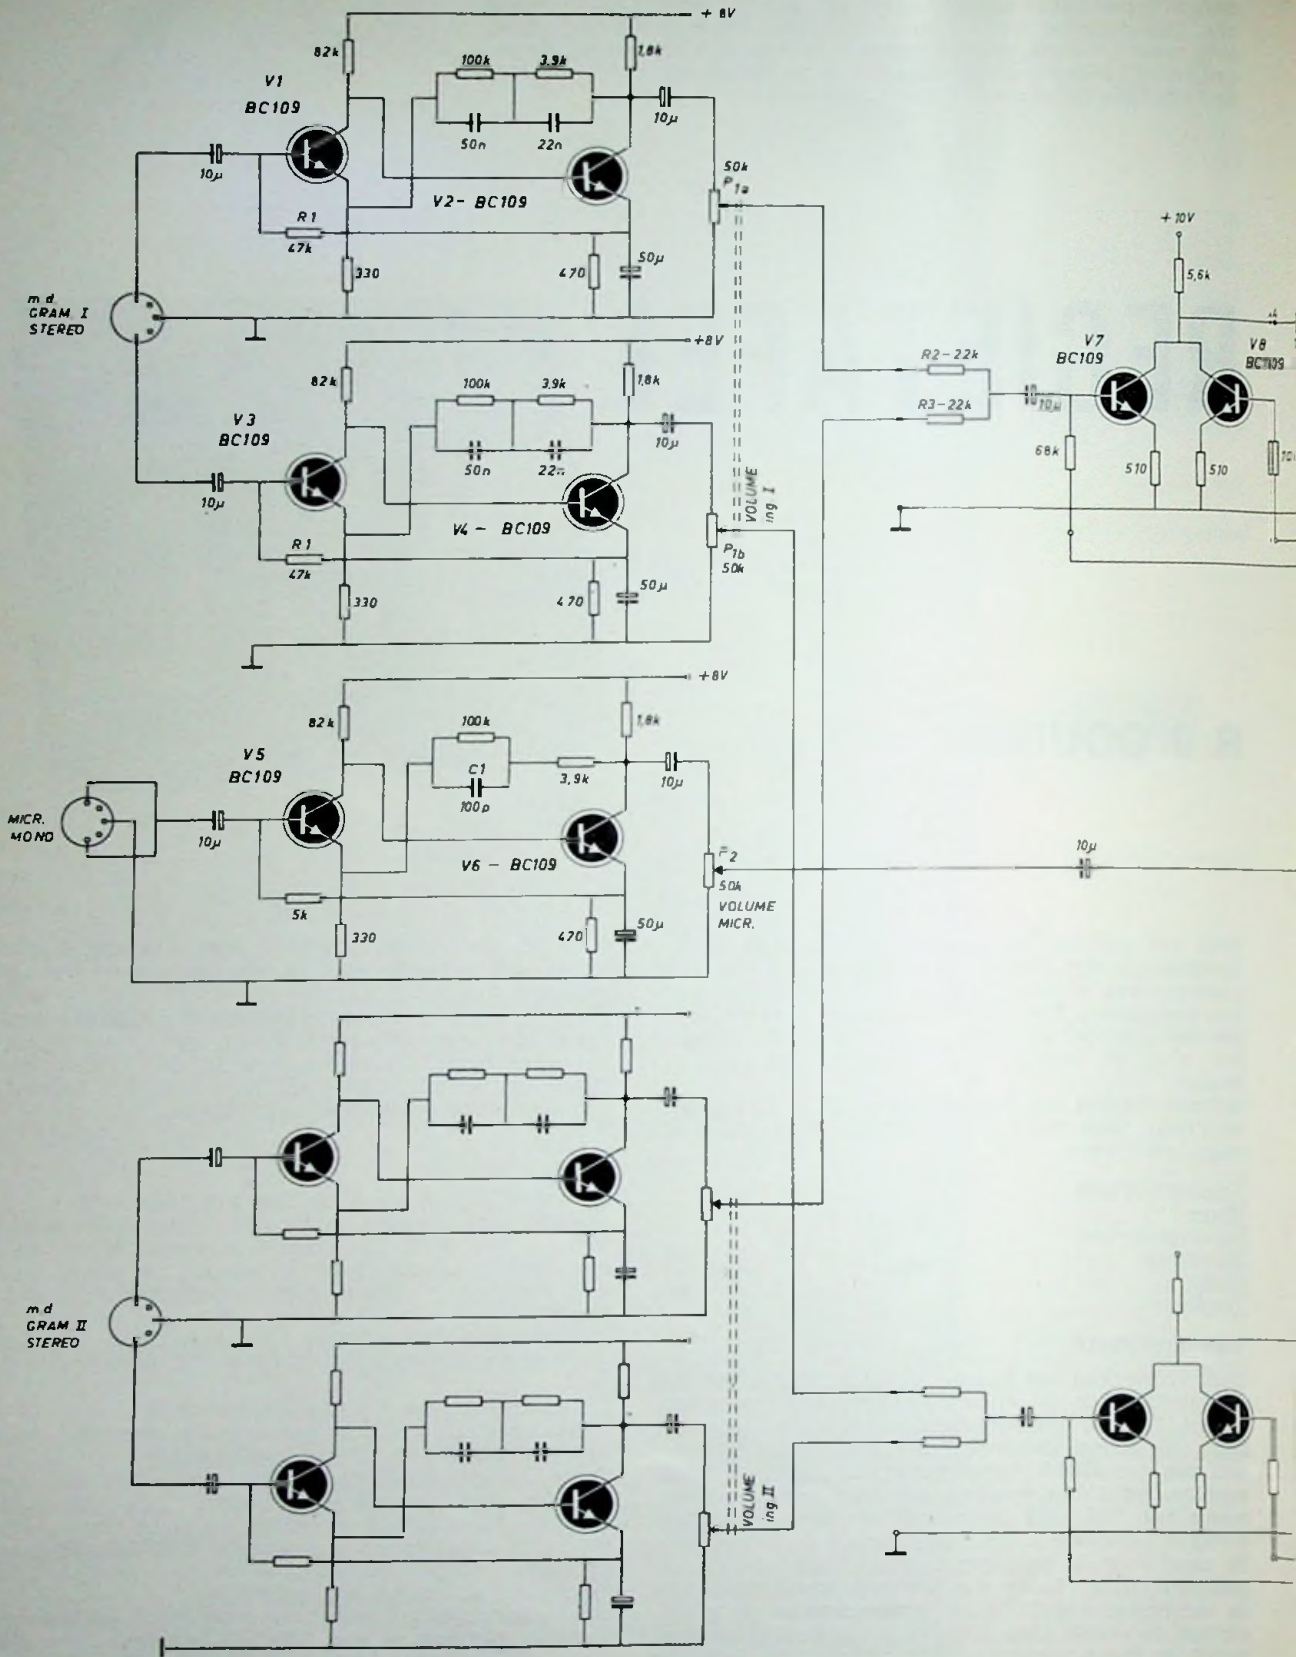 + 8V
82k
1,8k
V1
BC109
100k
3,9k
50n
22n
10µ
10µ
V2- BC109
50k
P1a
R1
47k
330
470
50µ
m d
GRAM. I
STEREO
+10V
5,6k
+8V
82k
1,8k
V3
BC109
100k
3,9k
50n
22n
10µ
10µ
V4 - BC109
R1
47k
330
470
50µ
P1b
50k
VOLUME
ing I
R2-22k
R3-22k
10µ
V7
BC109
V8
BC109
68k
510
510
+8V
82k
1,8k
V5
BC109
100k
C1
100p
3,9k
10µ
MICR.
MONO
10µ
V6 - BC109
5k
330
470
50µ
50k
VOLUME
MICR.
10µ
m d
GRAM II
STEREO
VOLUME
ing II